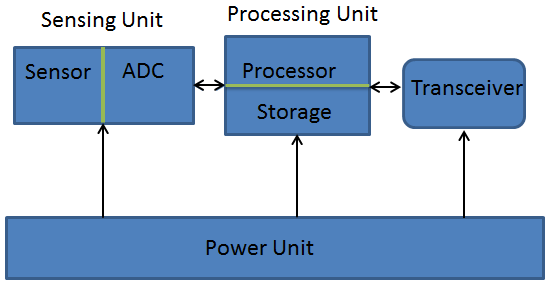 Sensing Unit
Processing Unit
Sensor
ADC
Processor
Storage
Transceiver
Power Unit